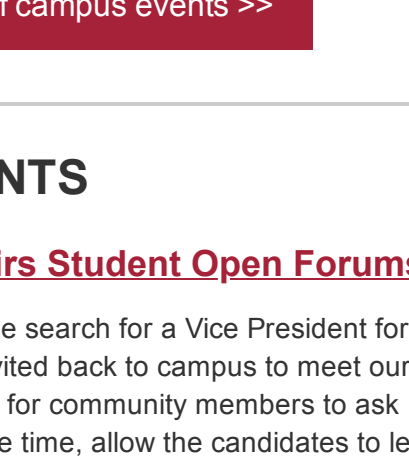 f campus events >>
NTS
irs Student Open Forums
e search for a Vice President for
ited back to campus to meet our
for community members to ask
e time, allow the candidates to le